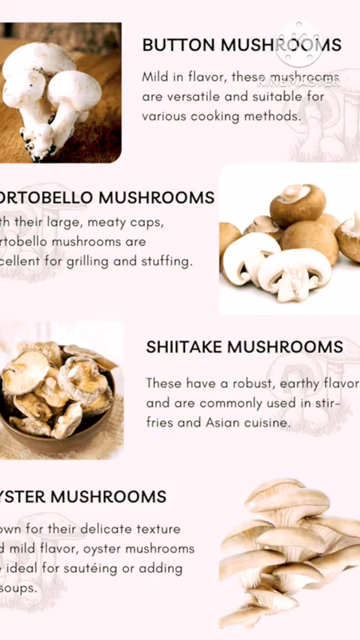 BUTTON MUSHROOMS
Mild in flavor, these mushrooms
are versatile and suitable for
various cooking methods.
KINEMASTER
ORTOBELLO MUSHROOMS
th their large, meaty caps,
rtobello mushrooms are
cellent for grilling and stuffing.
SHIITAKE MUSHROOMS
These have a robust, earthy flavor
and are commonly used in stir-
fries and Asian cuisine.
YSTER MUSHROOMS
own for their delicate texture
d mild flavor, oyster mushrooms
e ideal for sautéing or adding
soups.